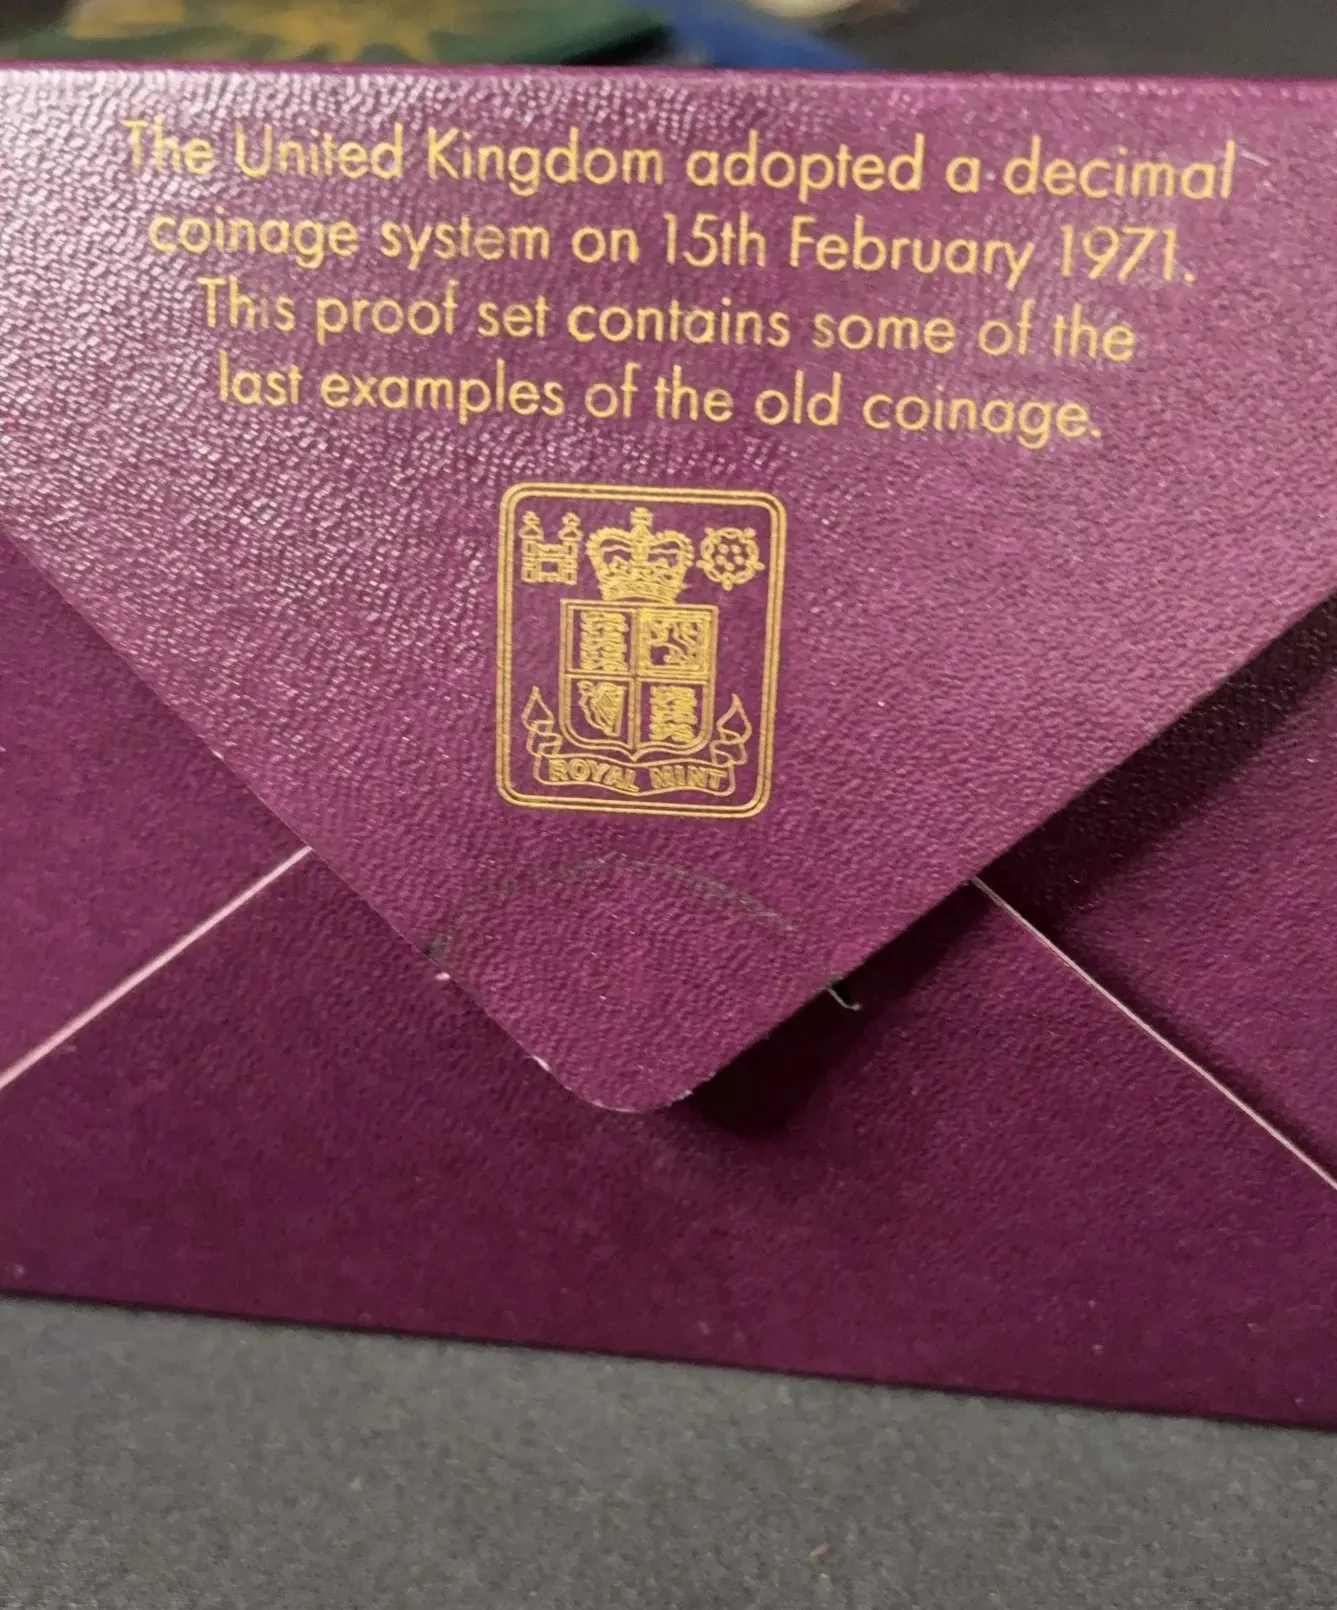 The United Kingdom adopted a decimal
coinage system on 15th February 1971.
This proof set contains some of the
last examples of the old coinage.
ROYAL MINT